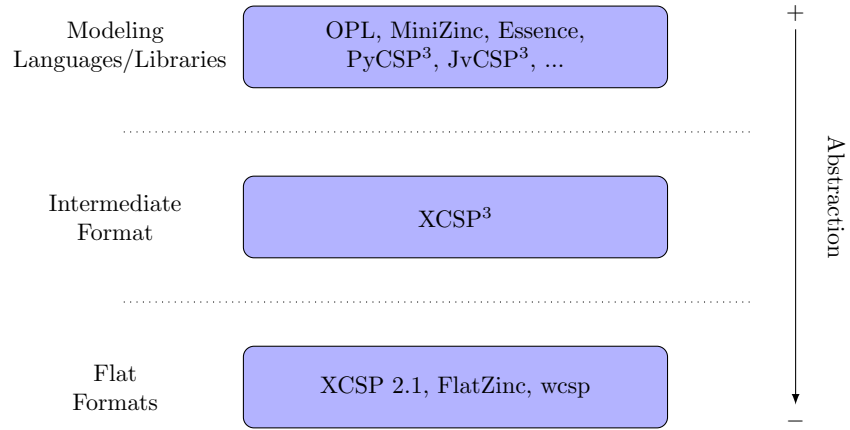 Modeling
Languages/Libraries
OPL, MiniZinc, Essence,
PyCSP³, JvCSP³, ...
+
Abstraction
Intermediate
Format
XCSP³
Flat
Formats
XCSP 2.1, FlatZinc, wcsp
−